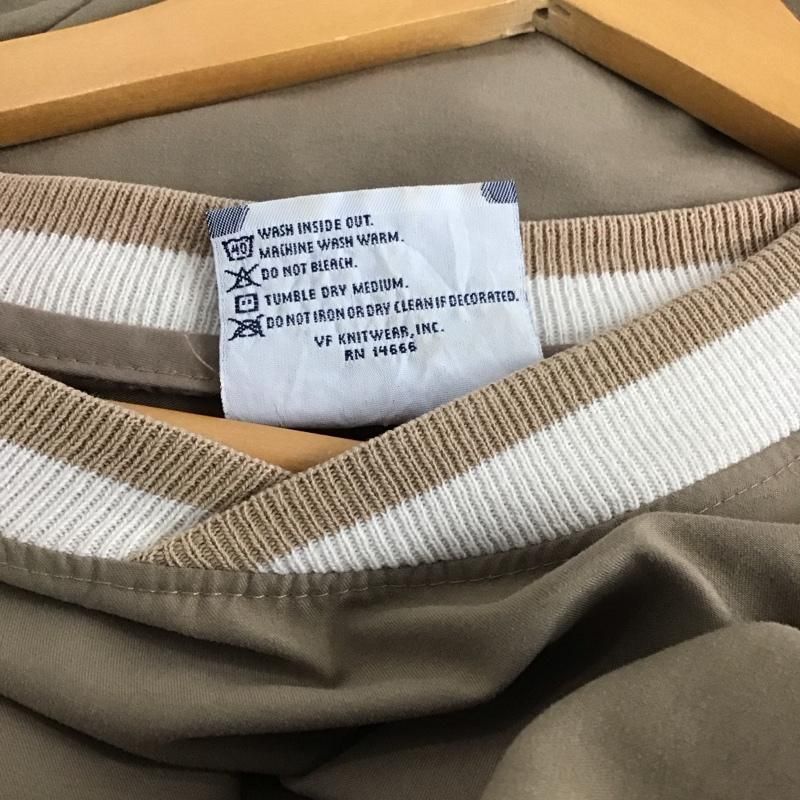 WASH INSIDE OUT.
40 MACHINE WASH WARM.
DO NOT BLEACH.
TUMBLE DRY MEDIUM.
DO NOT IRON OR DRY CLEAN IF DECORATED.
VF KNITWEAR, INC.
RN 14666